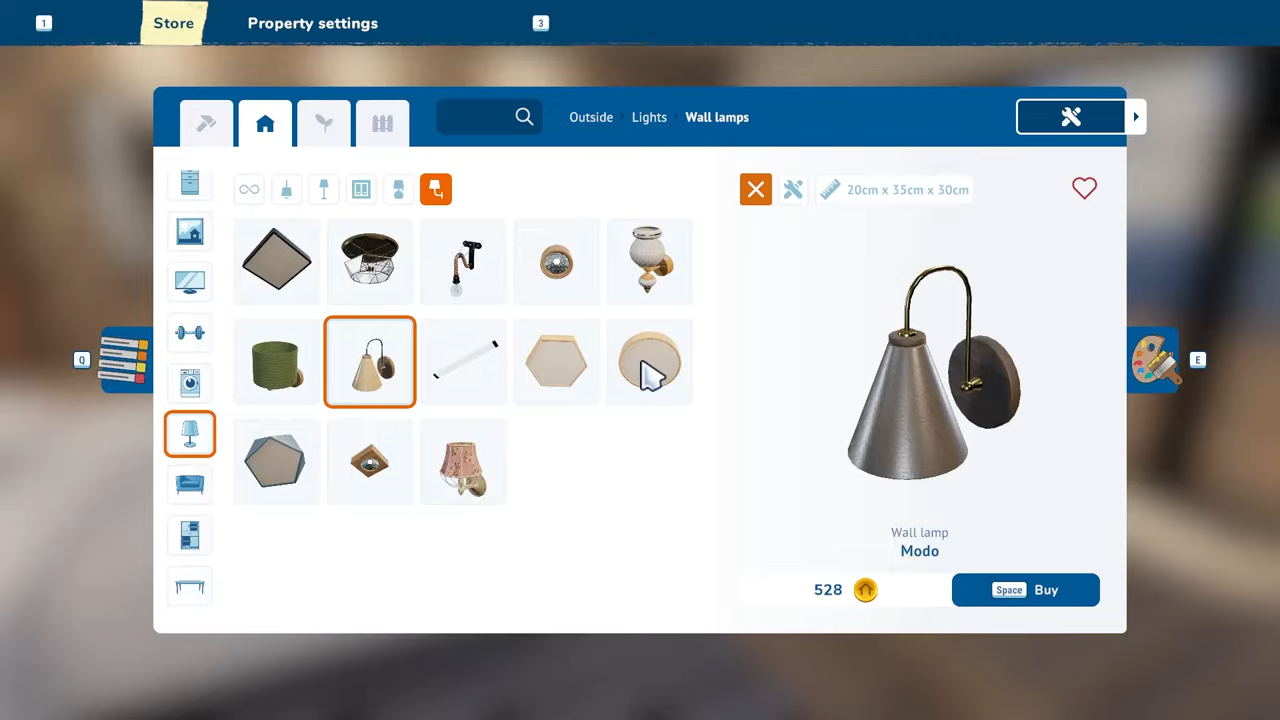 1
Store
Property settings
3
Outside
Lights
Wall lamps
20cm x 35cm x 30cm
Q
E
Wall lamp
Modo
528
Space Buy